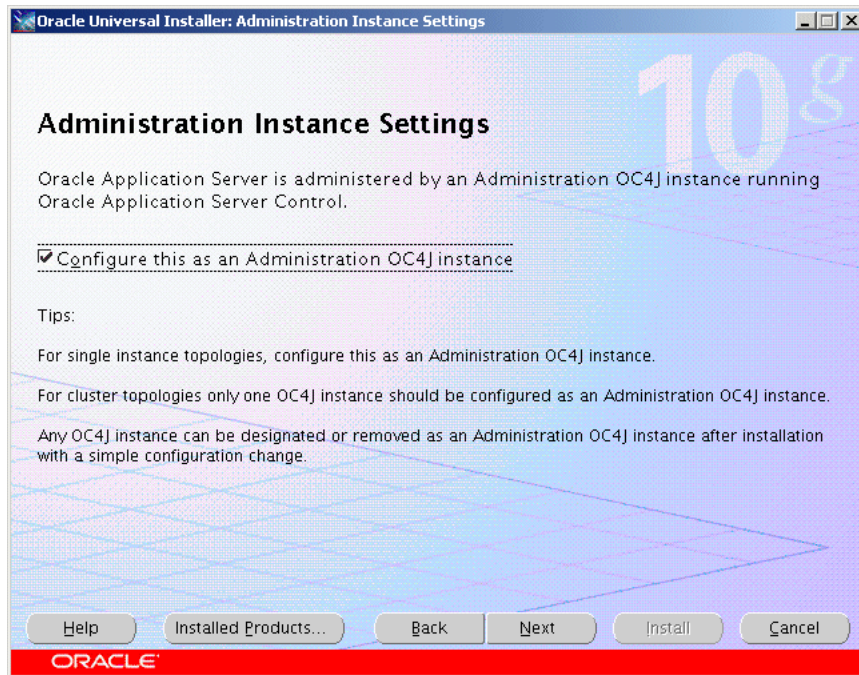 Oracle Universal Installer: Administration Instance Settings
10g
Administration Instance Settings
Oracle Application Server is administered by an Administration OC4J instance running
Oracle Application Server Control.
Configure this as an Administration OC4J instance
Tips:
For single instance topologies, configure this as an Administration OC4J instance.
For cluster topologies only one OC4J instance should be configured as an Administration OC4J instance.
Any OC4J instance can be designated or removed as an Administration OC4J instance after installation
with a simple configuration change.
Help Installed Products... Back Next Install Cancel
ORACLE